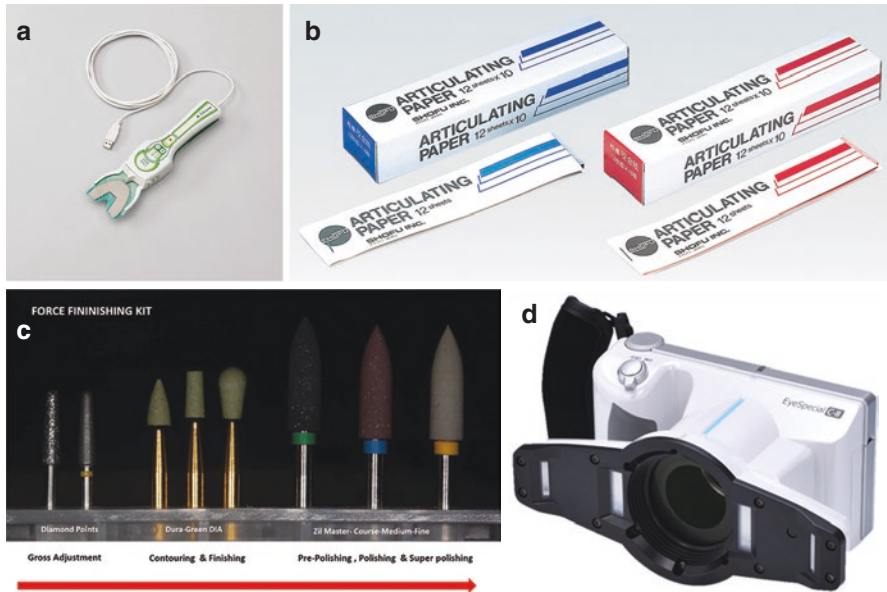 a
b
ARTICULATING
PAPER 12 sheets x 10
SHOFU INC.
ARTICULATING
PAPER 12 sheets x 10
ARTICULATING
PAPER 12 sheets x 10
SHOFU INC.
ARTICULATING
PAPER 12 sheets x 10
SHOFU
ARTICULATING
PAPER 12 sheets
SHOFU INC.
ARTICULATING
PAPER 12 sheets
SHOFU INC.
FORCE FININISHING KIT
c
Diamond Points
Dura-Green DIA
Zil Master- Course-Medium-Fine
Gross Adjustment
Contouring & Finishing
Pre-Polishing , Polishing & Super polishing
d
EyeSpecial C-II